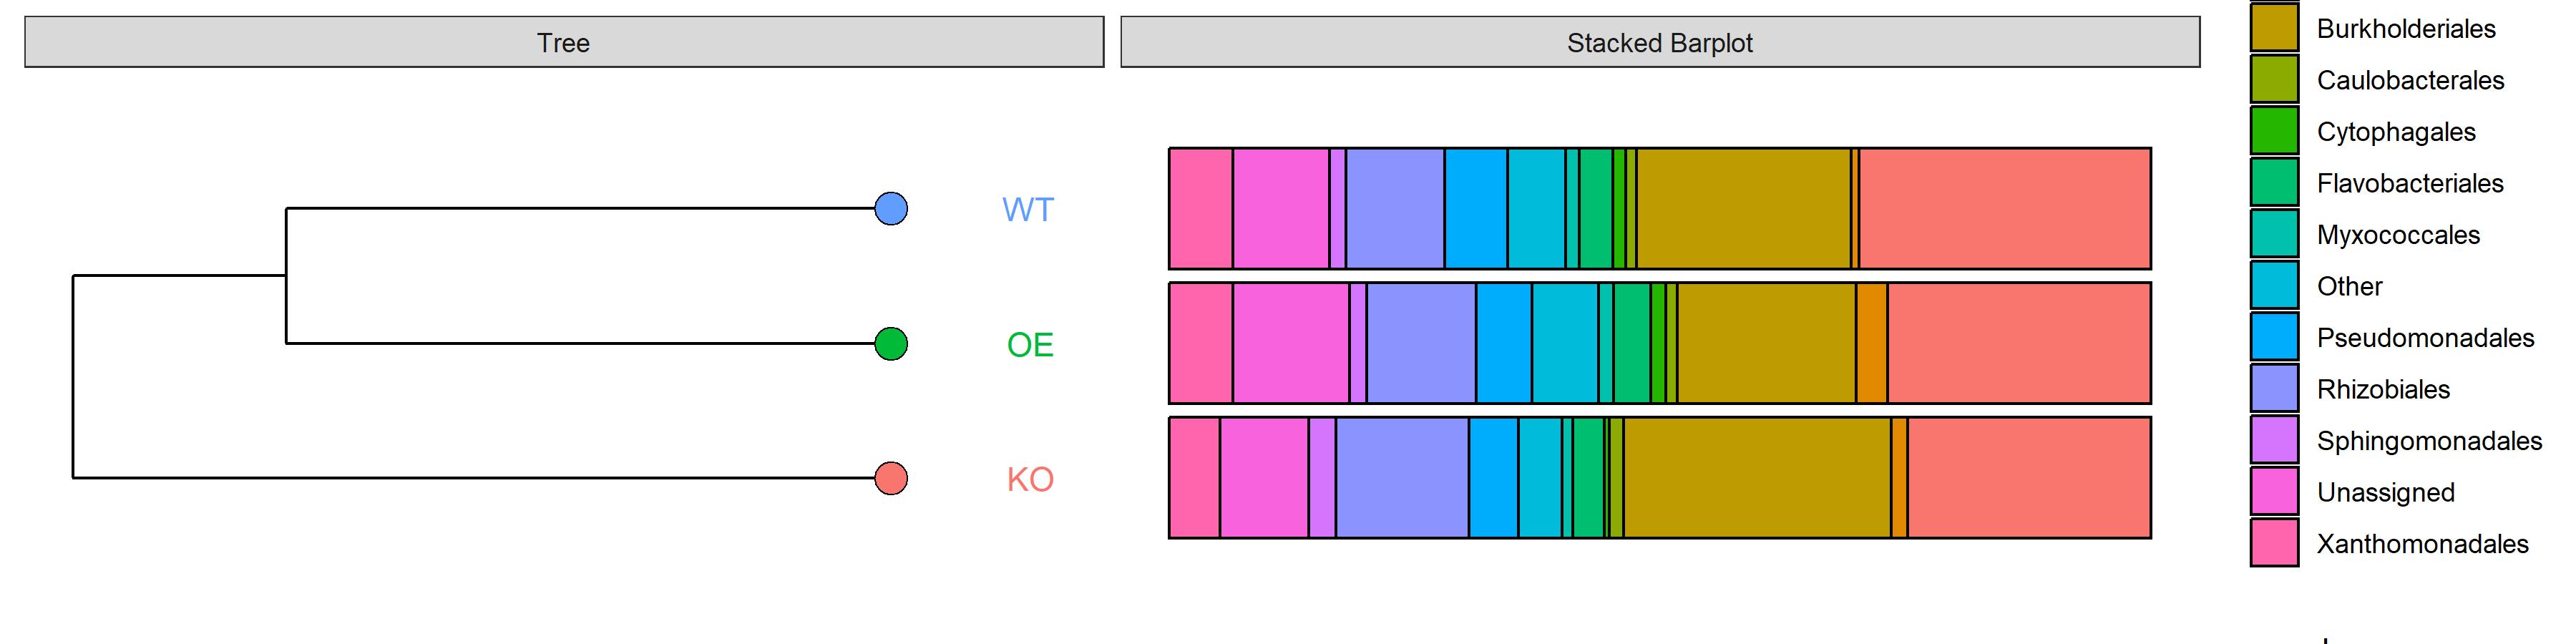 Tree
Stacked Barplot
WT
OE
KO
Burkholderiales
Caulobacterales
Cytophagales
Flavobacteriales
Myxococcales
Other
Pseudomonadales
Rhizobiales
Sphingomonadales
Unassigned
Xanthomonadales